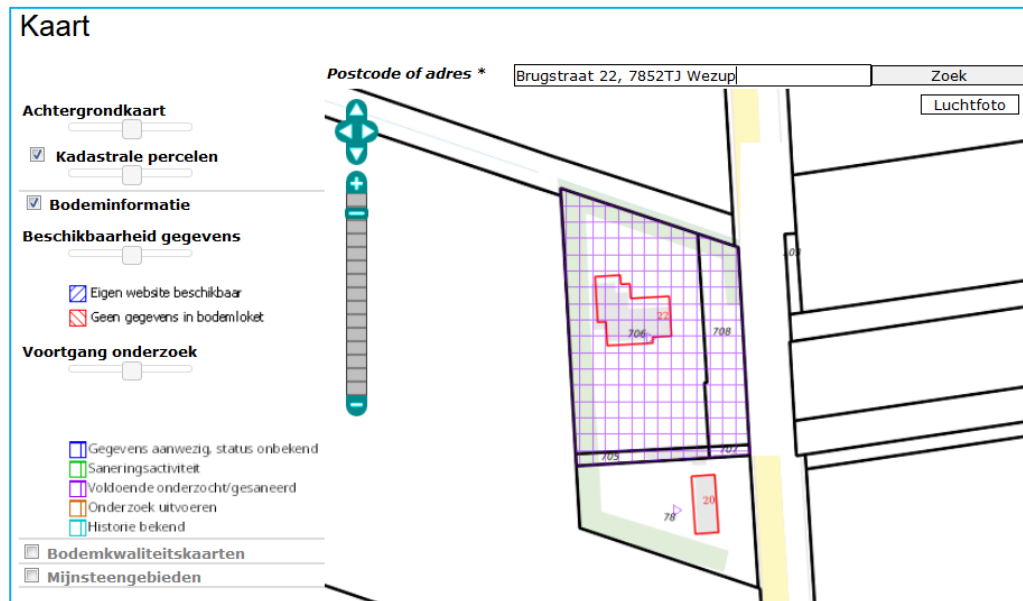 Kaart
Postcode of adres *
Brugstraat 22, 7852TJ Wezup
Zoek
Luchtfoto
Achtergrondkaart
Kadastrale percelen
Bodeminformatie
Beschikbaarheid gegevens
Eigen website beschikbaar
Geen gegevens in bodemloket
Voortgang onderzoek
Gegevens aanwezig, status onbekend
Saneringsactiviteit
Voldoende onderzocht/gesaneerd
Onderzoek uitvoeren
Historie bekend
Bodemkwaliteitskaarten
Mijnsteengebieden
22
706
708
705
707
20
78